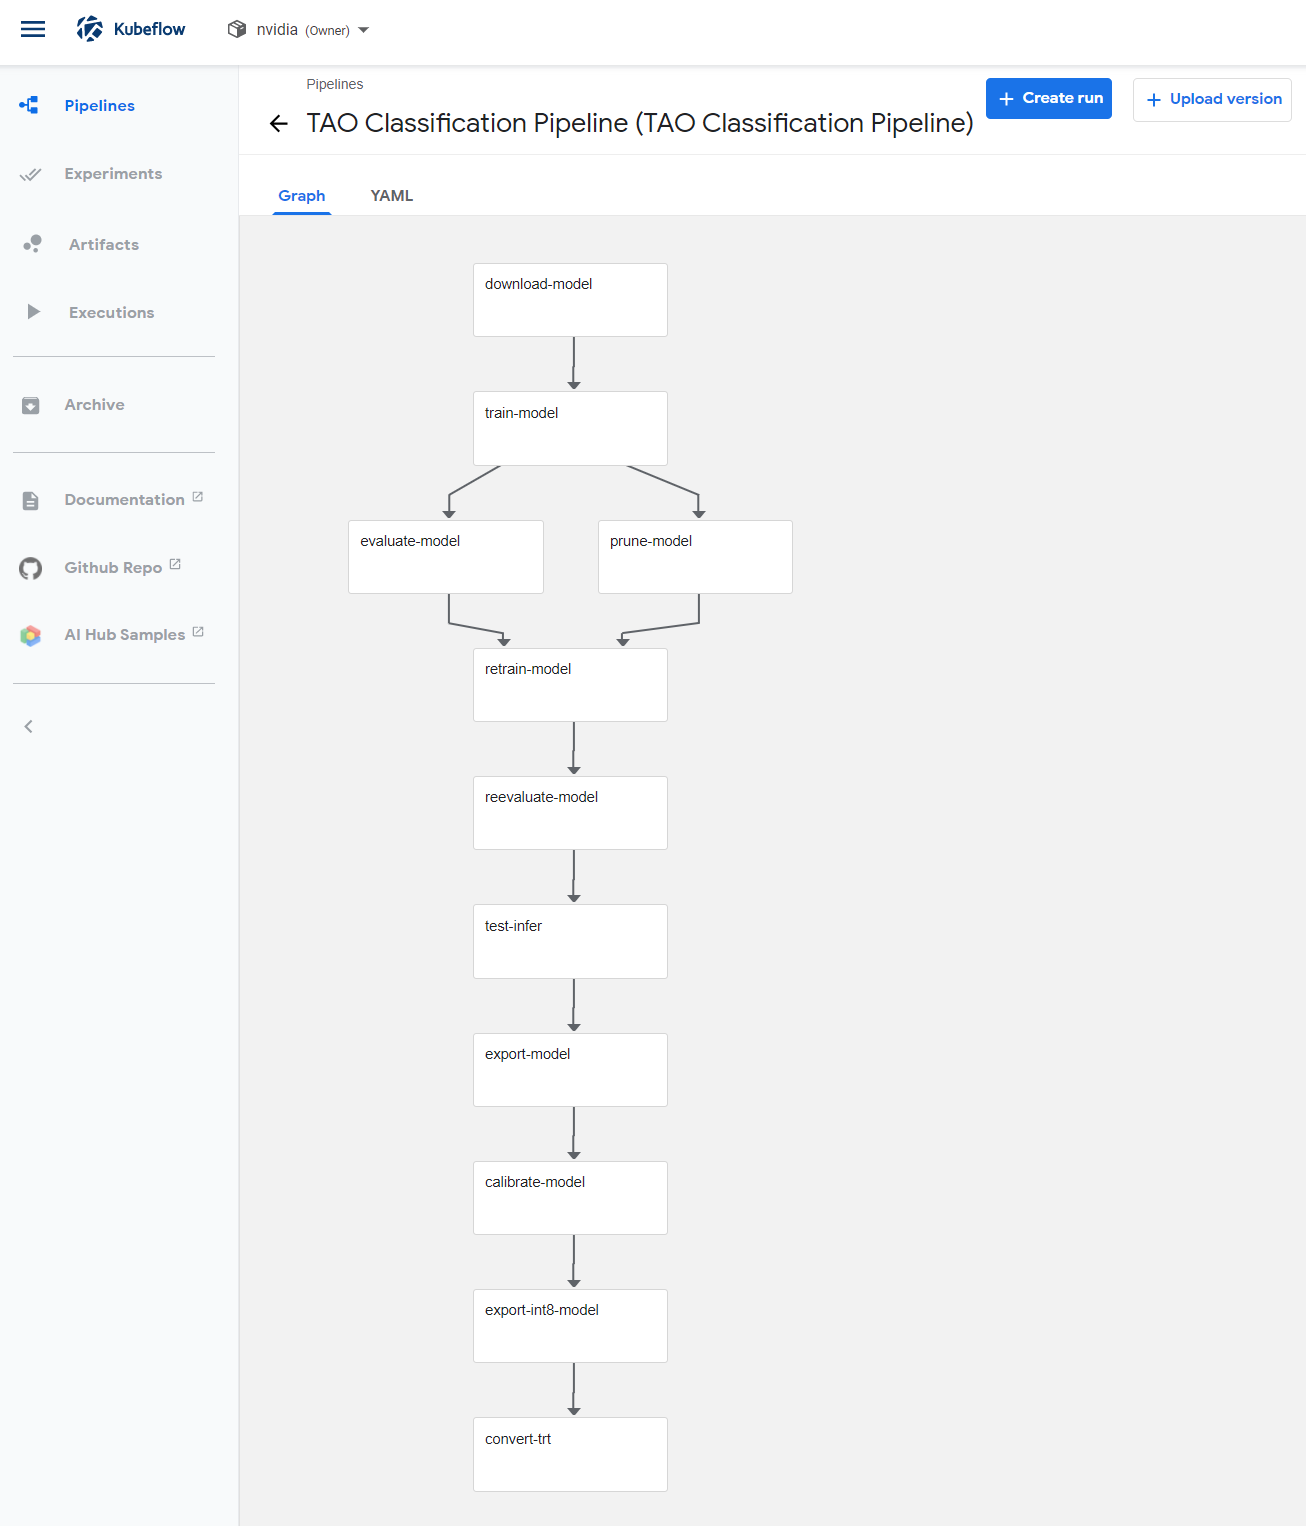 Kubeflow
nvidia (Owner)
Pipelines
Experiments
Artifacts
Executions
Archive
Documentation
Github Repo
AI Hub Samples
Pipelines
TAO Classification Pipeline (TAO Classification Pipeline)
+ Create run
+ Upload version
Graph YAML
download-model
train-model
evaluate-model
prune-model
retrain-model
reevaluate-model
test-infer
export-model
calibrate-model
export-int8-model
convert-trt